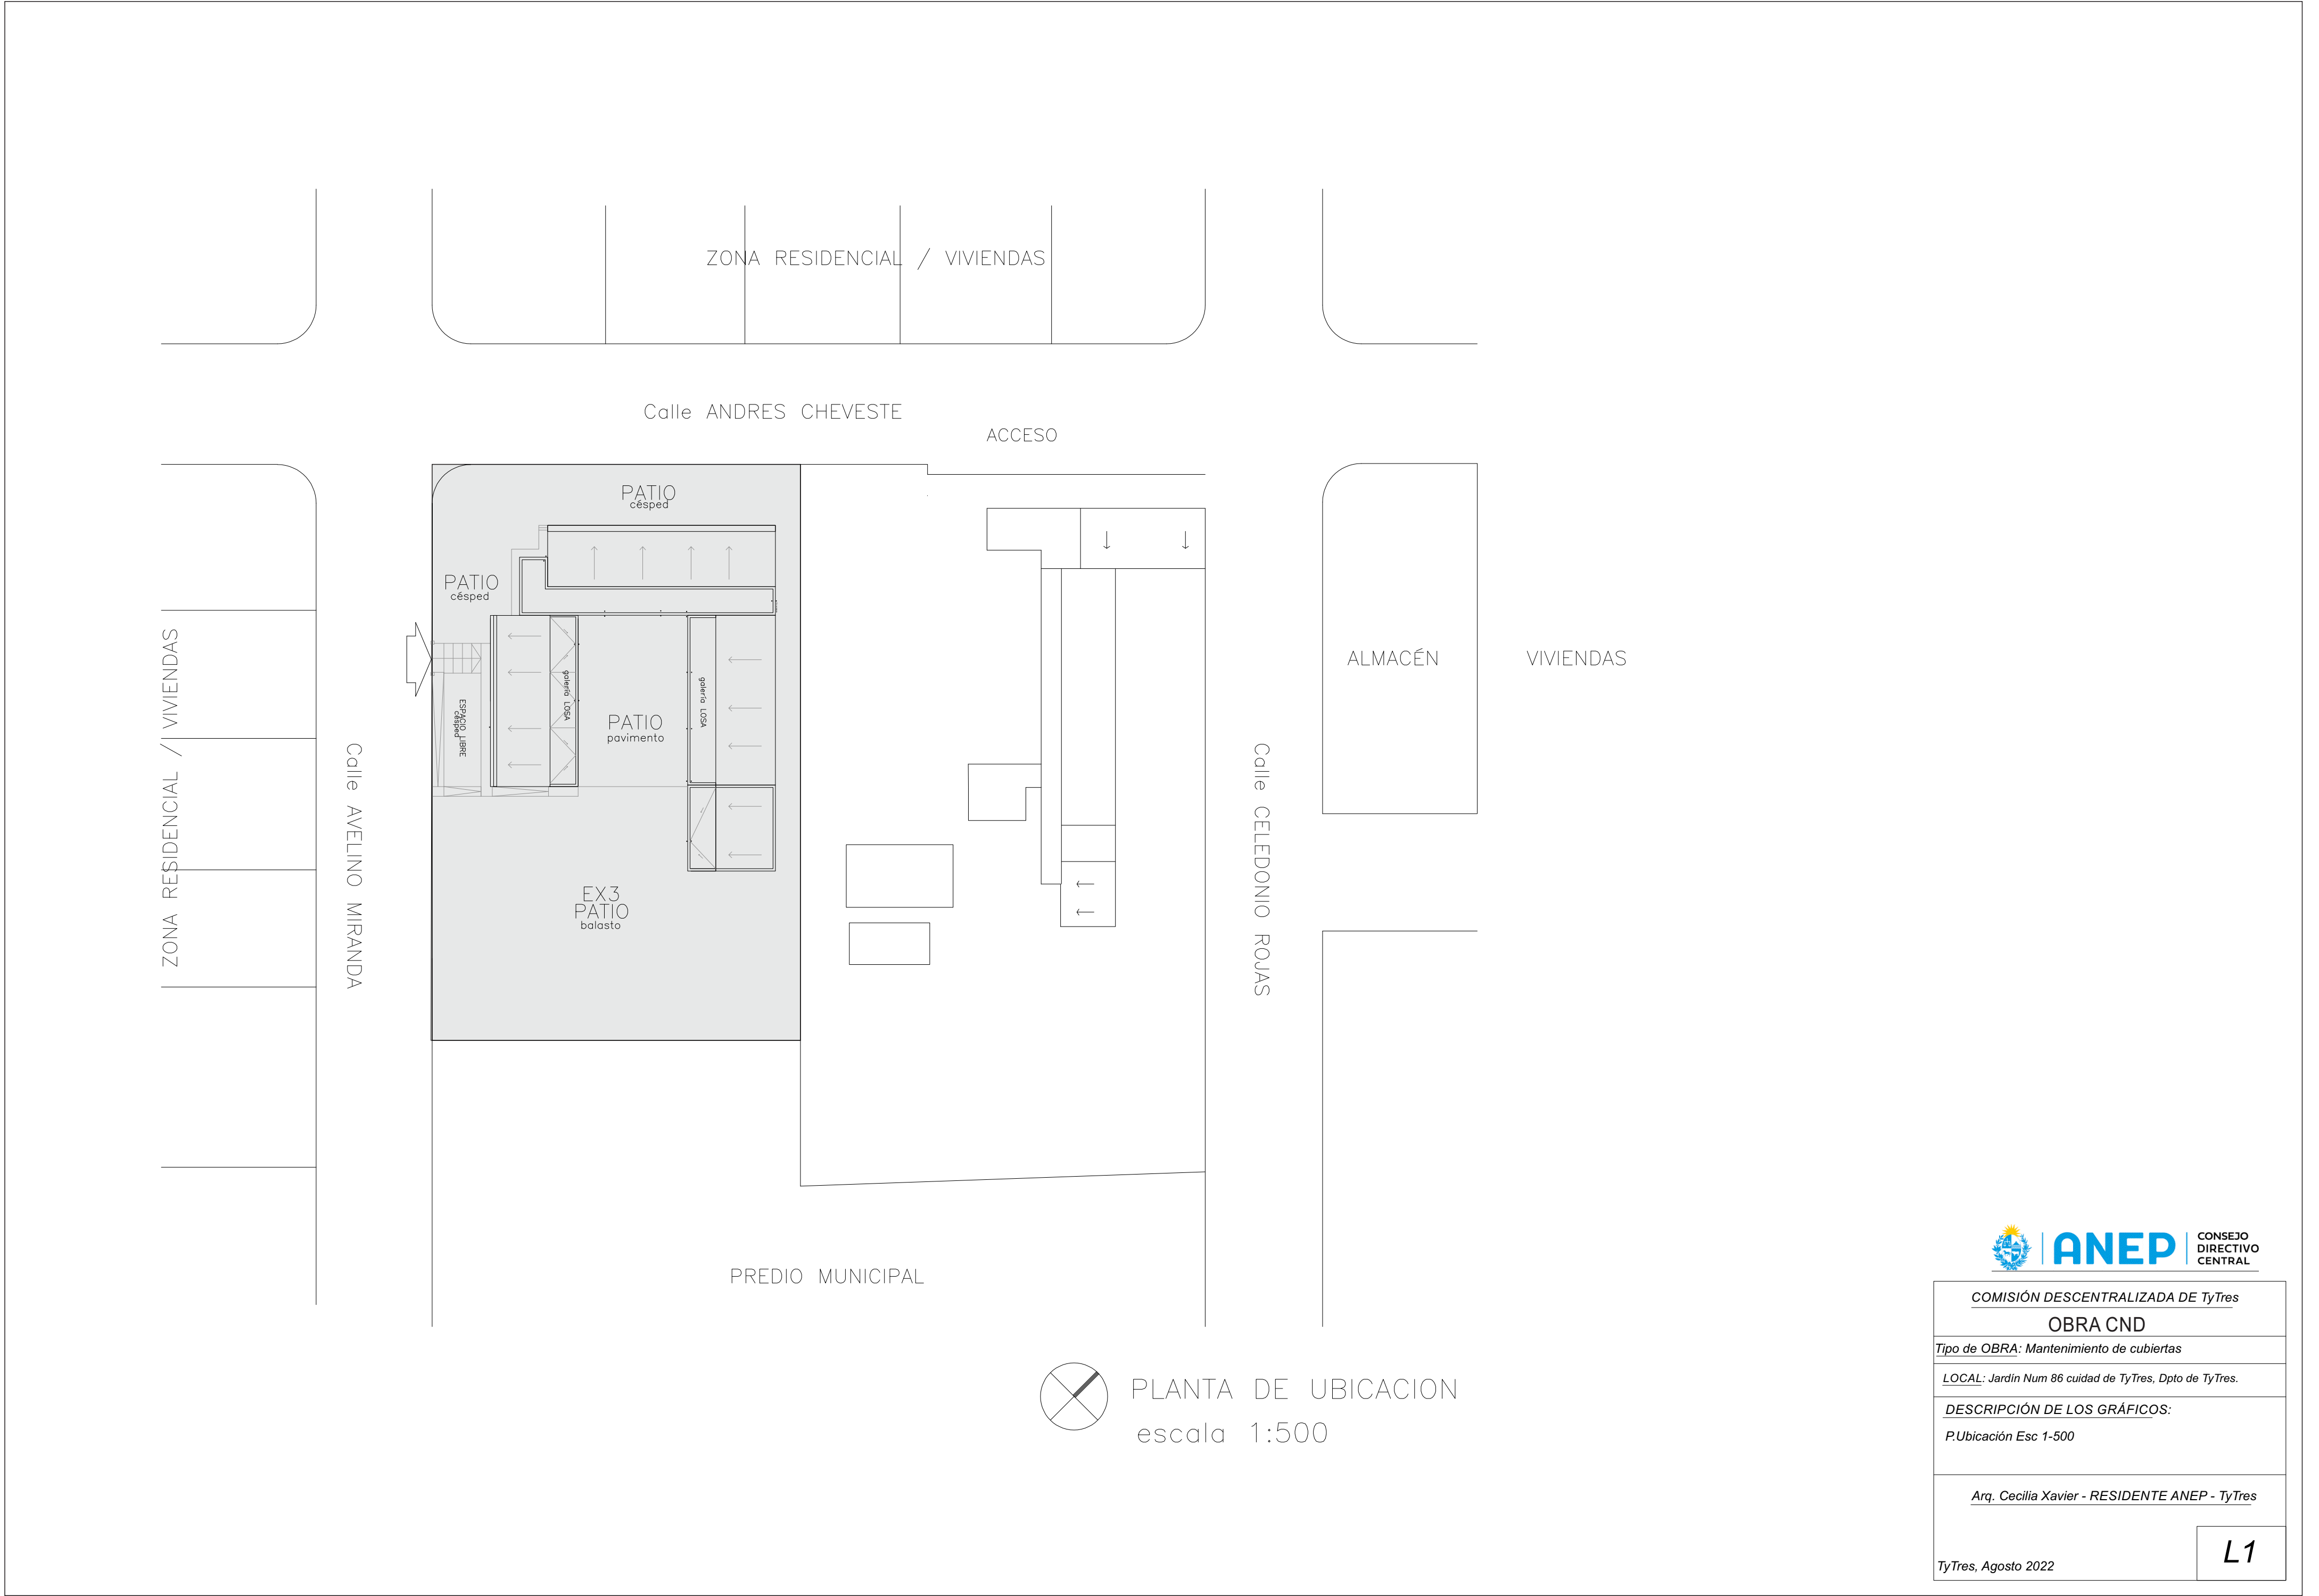 ZONA RESIDENCIAL / VIVIENDAS
Calle ANDRES CHEVESTE
ACCESO
PATIO
césped
PATIO
césped
ZONA RESIDENCIAL / VIVIENDAS
Calle AVELINO MIRANDA
ESPACIO LIBRE
césped
galería LOSA
PATIO
pavimento
galería LOSA
EX3
PATIO
balasto
Calle CELEDONIO ROJAS
ALMACÉN
VIVIENDAS
PREDIO MUNICIPAL
PLANTA DE UBICACION
escala 1:500
ANEP
CONSEJO
DIRECTIVO
CENTRAL
COMISIÓN DESCENTRALIZADA DE TyTres
OBRA CND
Tipo de OBRA: Mantenimiento de cubiertas
LOCAL: Jardín Num 86 cuidad de TyTres, Dpto de TyTres.
DESCRIPCIÓN DE LOS GRÁFICOS:
P.Ubicación Esc 1-500
Arq. Cecilia Xavier - RESIDENTE ANEP - TyTres
L1
TyTres, Agosto 2022